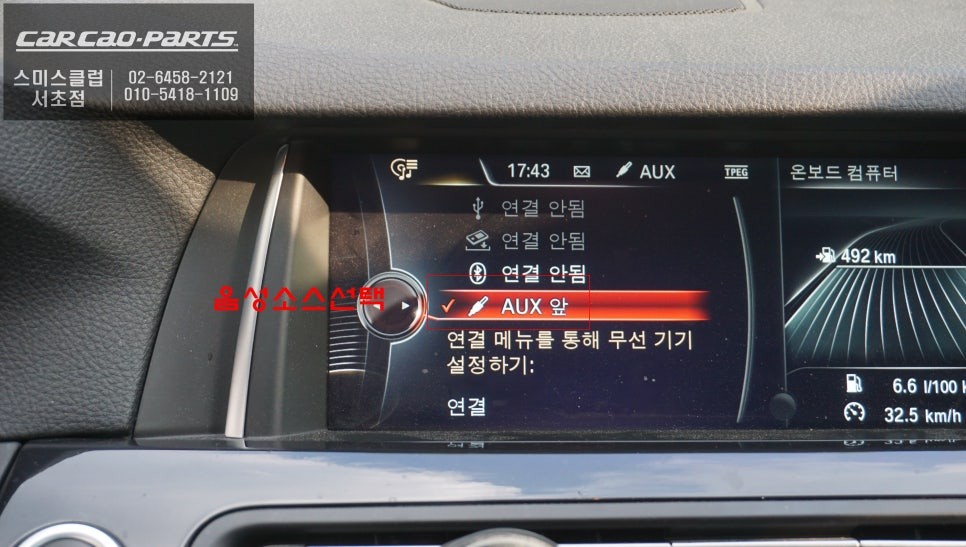 CARCAO-PARTS
스미스클럽 서초점
02-6458-2121
010-5418-1109
17:43 AUX TPEG
온보드 컴퓨터
연결 안됨
연결 안됨
연결 안됨
492 km
음성소스선택
AUX 앞
연결 메뉴를 통해 무선 기기
설정하기:
연결
6.6 l/100 k
32.5 km/h